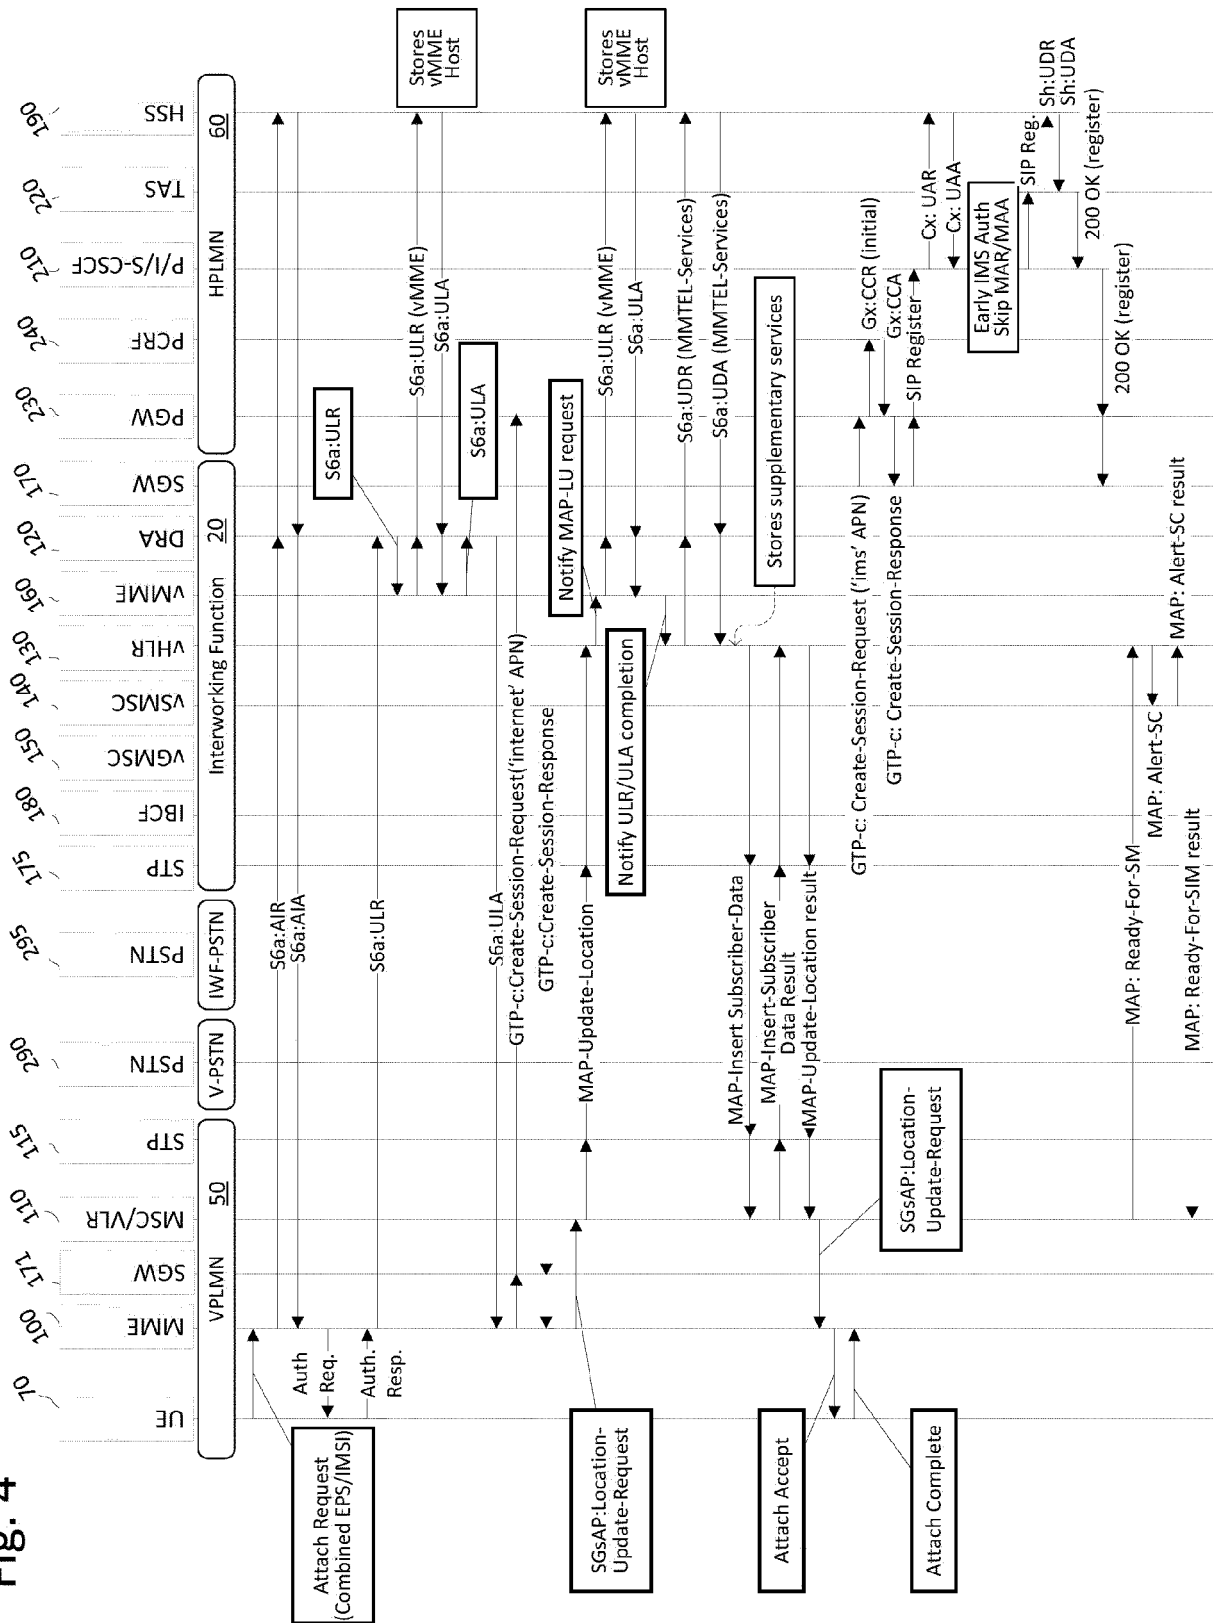 Fig. 4
70
100
171
110
115
290
295
175
180
150
140
130
160
120
170
230
240
210
220
190
UE
MME
SGW
MSC/VLR
STP
PSTN
PSTN
STP
IBCF
vGMSC
vSMSC
vHLR
vMME
DRA
SGW
PGW
PCRF
P/I/S-CSCF
TAS
HSS
VPLMN
50
V-PSTN
IWF-PSTN
Interworking Function
20
HPLMN
60
Attach Request
(Combined EPS/IMSI)
S6a:AIR
S6a:AIA
Auth
Req.
Auth.
Resp.
S6a:ULR
S6a:ULR
S6a:ULR (vMME)
S6a:ULA
Stores
vMME
Host
S6a:ULA
S6a:ULA
GTP-c:Create-Session-Request('internet' APN)
GTP-c:Create-Session-Response
SGsAP:Location-
Update-Request
MAP-Update-Location
Notify MAP-LU request
S6a:ULR (vMME)
S6a:ULA
Stores
vMME
Host
Notify ULR/ULA completion
S6a:UDR (MMTEL-Services)
S6a:UDA (MMTEL-Services)
Stores supplementary services
MAP-Insert Subscriber-Data
MAP-Insert-Subscriber
Data Result
MAP-Update-Location result
SGsAP:Location-
Update-Request
Attach Accept
Attach Complete
GTP-c: Create-Session-Request ('ims' APN)
Gx:CCR (initial)
Gx:CCA
GTP-c: Create-Session-Response
SIP Register
Cx: UAR
Cx: UAA
Early IMS Auth
Skip MAR/MAA
SIP Reg.
Sh:UDR
Sh:UDA
200 OK (register)
200 OK (register)
MAP: Ready-For-SM
MAP: Alert-SC
MAP: Alert-SC result
MAP: Ready-For-SIM result